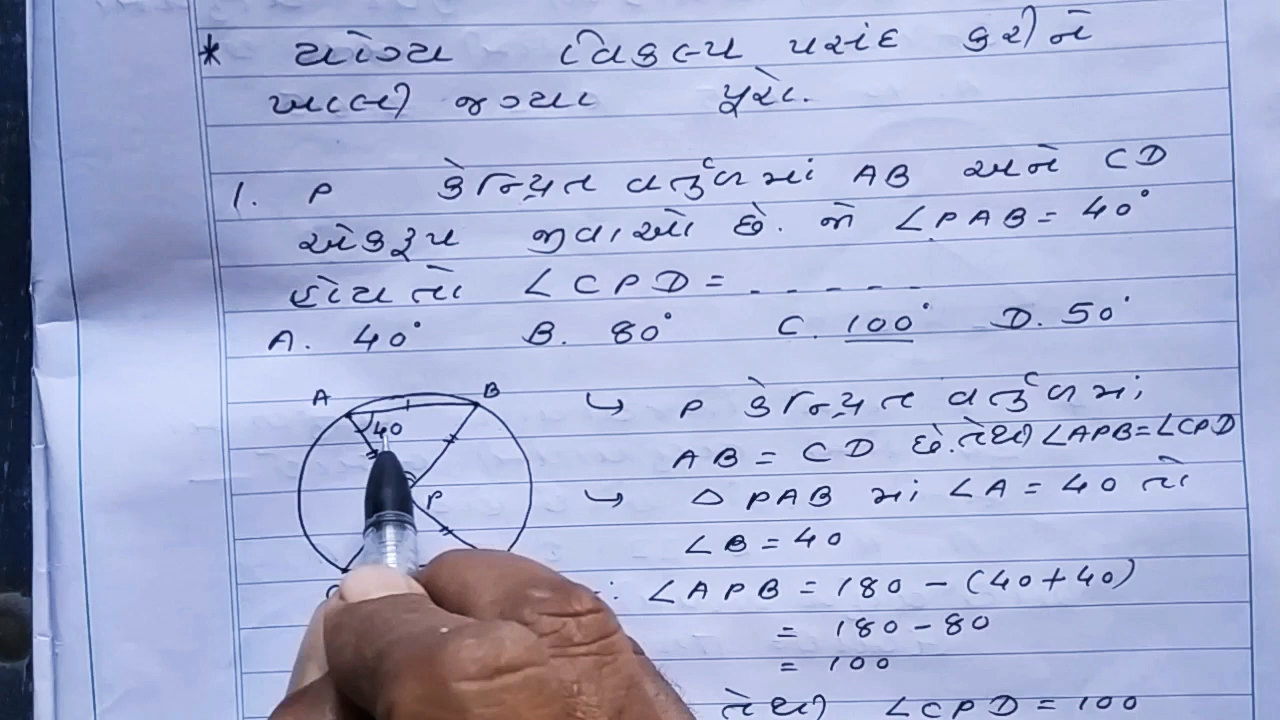 * યોગ્ય વિકલ્પ પસંદ કરીને
ખાલી જગ્યા પુરો.
1. P કેન્દ્રિત વર્તુળમાં AB અને CD
એકરૂપ જીવાઓ છે. જો ∠PAB = 40°
હોય તો ∠CPD = - - - - -
A. 40° B. 80° C. 100° D. 50°
A B
40
P
C
↪ P કેન્દ્રિત વર્તુળમાં,
AB = CD છે. તેથી ∠APB = ∠CPD
↪ △ PAB માં ∠A = 40 તો
∠B = 40
∴ ∠APB = 180 - (40 + 40)
= 180 - 80
= 100
તેથી ∠CPD = 100